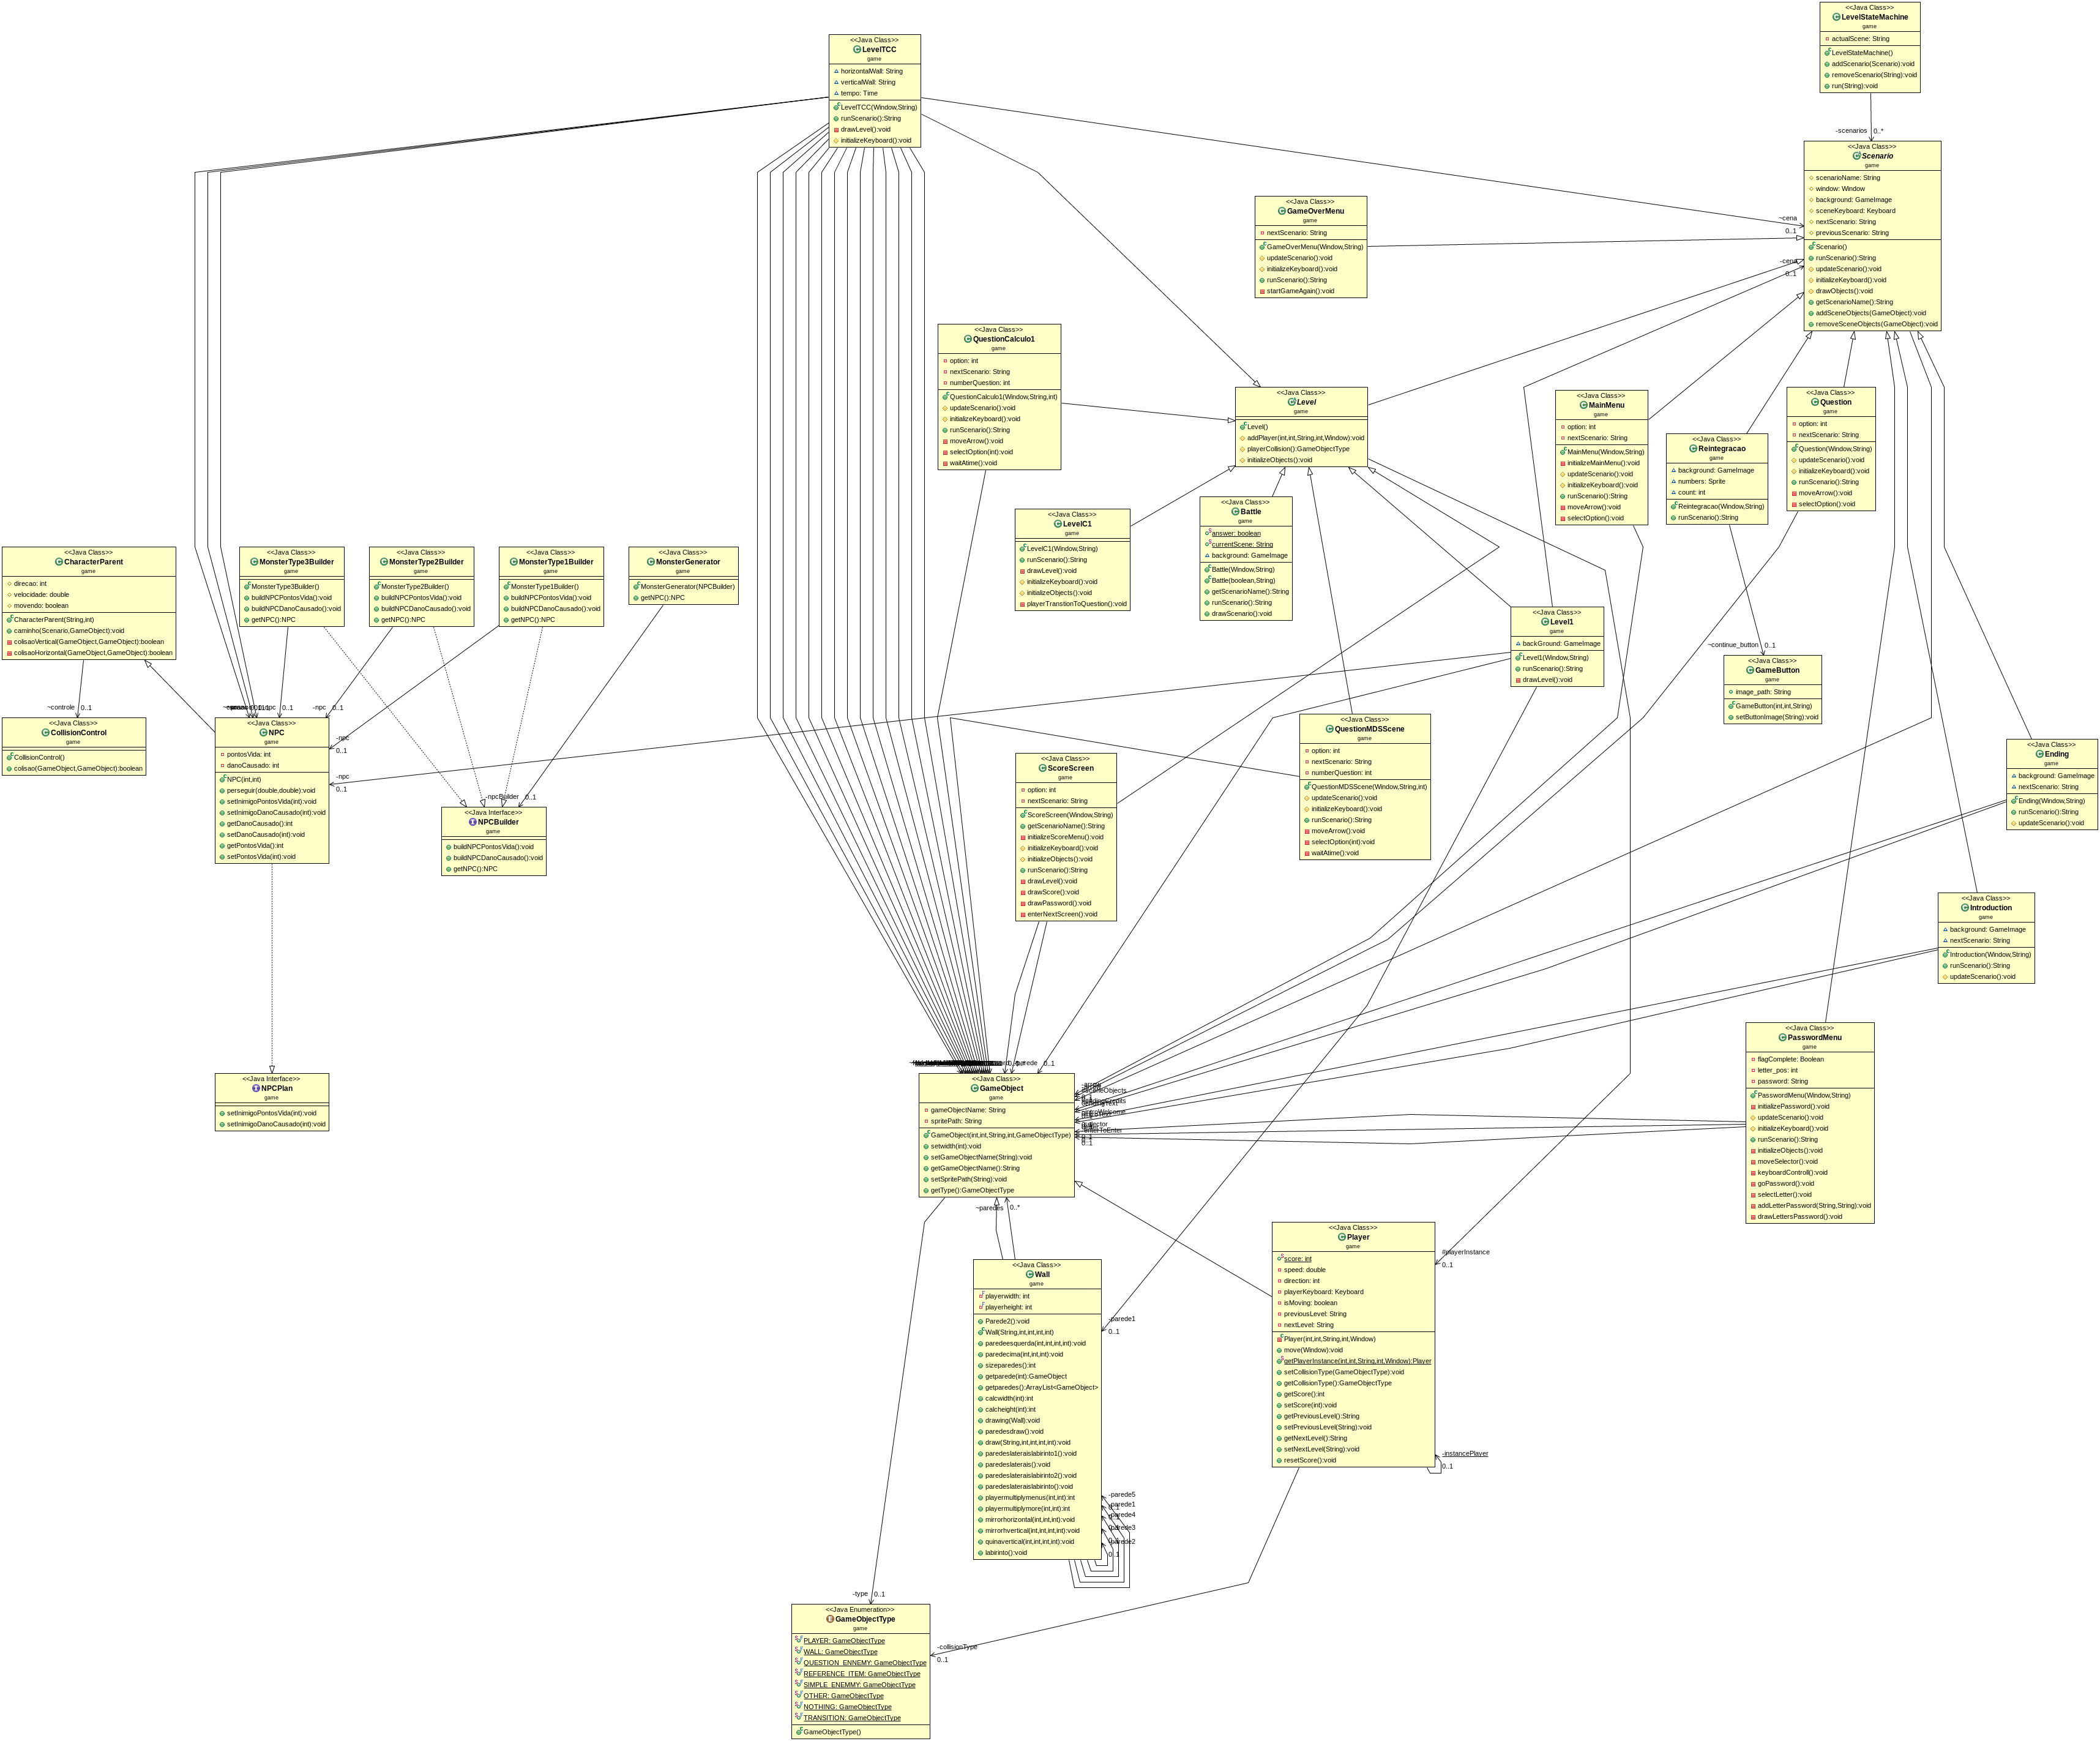 <<Java Class>>
LevelStateMachine
game
actualScene: String
LevelStateMachine()
addScenario(Scenario):void
removeScenario(String):void
run(String):void
-scenarios
0..*
<<Java Class>>
LevelTCC
game
horizontalWall: String
verticalWall: String
tempo: Time
LevelTCC(Window,String)
runScenario():String
drawLevel():void
initializeKeyboard():void
<<Java Class>>
Scenario
game
scenarioName: String
window: Window
background: GameImage
sceneKeyboard: Keyboard
nextScenario: String
previousScenario: String
Scenario()
runScenario():String
updateScenario():void
initializeKeyboard():void
drawObjects():void
getScenarioName():String
addSceneObjects(GameObject):void
removeSceneObjects(GameObject):void
~cena
0..1
-cena
0..1
<<Java Class>>
GameOverMenu
game
nextScenario: String
GameOverMenu(Window,String)
updateScenario():void
initializeKeyboard():void
runScenario():String
startGameAgain():void
<<Java Class>>
QuestionCalculo1
game
option: int
nextScenario: String
numberQuestion: int
QuestionCalculo1(Window,String,int)
updateScenario():void
initializeKeyboard():void
runScenario():String
moveArrow():void
selectOption(int):void
waitAtime():void
<<Java Class>>
Level
game
Level()
addPlayer(int,int,String,int,Window):void
playerCollision():GameObjectType
initializeObjects():void
<<Java Class>>
MainMenu
game
option: int
nextScenario: String
MainMenu(Window,String)
initializeMainMenu():void
updateScenario():void
initializeKeyboard():void
runScenario():String
moveArrow():void
selectOption():void
<<Java Class>>
Reintegracao
game
background: GameImage
numbers: Sprite
count: int
Reintegracao(Window,String)
runScenario():String
<<Java Class>>
Question
game
option: int
nextScenario: String
Question(Window,String)
updateScenario():void
initializeKeyboard():void
runScenario():String
moveArrow():void
selectOption():void
<<Java Class>>
LevelC1
game
LevelC1(Window,String)
runScenario():String
drawLevel():void
initializeKeyboard():void
initializeObjects():void
playerTranstionToQuestion():void
<<Java Class>>
Battle
game
answer: boolean
currentScene: String
background: GameImage
Battle(Window,String)
Battle(boolean,String)
getScenarioName():String
runScenario():String
drawScenario():void
<<Java Class>>
CharacterParent
game
direcao: int
velocidade: double
movendo: boolean
CharacterParent(String,int)
caminho(Scenario,GameObject):void
colisaoVertical(GameObject,GameObject):boolean
colisaoHorizontal(GameObject,GameObject):boolean
<<Java Class>>
MonsterType3Builder
game
MonsterType3Builder()
buildNPCPontosVida():void
buildNPCDanoCausado():void
getNPC():NPC
<<Java Class>>
MonsterType2Builder
game
MonsterType2Builder()
buildNPCPontosVida():void
buildNPCDanoCausado():void
getNPC():NPC
<<Java Class>>
MonsterType1Builder
game
MonsterType1Builder()
buildNPCPontosVida():void
buildNPCDanoCausado():void
getNPC():NPC
<<Java Class>>
MonsterGenerator
game
MonsterGenerator(NPCBuilder)
getNPC():NPC
<<Java Class>>
Level1
game
backGround: GameImage
Level1(Window,String)
runScenario():String
drawLevel():void
~continue_button
0..1
<<Java Class>>
GameButton
game
image_path: String
GameButton(int,int,String)
setButtonImage(String):void
~controle
0..1
0..1
-npc
0..1
-npc
0..1
-npc
0..1
<<Java Class>>
CollisionControl
game
CollisionControl()
colisao(GameObject,GameObject):boolean
<<Java Class>>
NPC
game
pontosVida: int
danoCausado: int
NPC(int,int)
perseguir(double,double):void
setInimigoPontosVida(int):void
setInimigoDanoCausado(int):void
getDanoCausado():int
setDanoCausado(int):void
getPontosVida():int
setPontosVida(int):void
-npcBuilder
0..1
<<Java Interface>>
NPCBuilder
game
buildNPCPontosVida():void
buildNPCDanoCausado():void
getNPC():NPC
<<Java Class>>
QuestionMDSScene
game
option: int
nextScenario: String
numberQuestion: int
QuestionMDSScene(Window,String,int)
updateScenario():void
initializeKeyboard():void
runScenario():String
moveArrow():void
selectOption(int):void
waitAtime():void
<<Java Class>>
ScoreScreen
game
option: int
nextScenario: String
ScoreScreen(Window,String)
getScenarioName():String
initializeScoreMenu():void
initializeKeyboard():void
initializeObjects():void
runScenario():String
drawLevel():void
drawScore():void
drawPassword():void
enterNextScreen():void
<<Java Class>>
Ending
game
background: GameImage
nextScenario: String
Ending(Window,String)
runScenario():String
updateScenario():void
<<Java Class>>
Introduction
game
background: GameImage
nextScenario: String
Introduction(Window,String)
runScenario():String
updateScenario():void
<<Java Class>>
PasswordMenu
game
flagComplete: Boolean
letter_pos: int
password: String
PasswordMenu(Window,String)
initializePassword():void
updateScenario():void
initializeKeyboard():void
runScenario():String
initializeObjects():void
moveSelector():void
keyboardControll():void
goPassword():void
selectLetter():void
addLetterPassword(String,String):void
drawLettersPassword():void
<<Java Interface>>
NPCPlan
game
setInimigoPontosVida(int):void
setInimigoDanoCausado(int):void
0..1
<<Java Class>>
GameObject
game
gameObjectName: String
spritePath: String
GameObject(int,int,String,int,GameObjectType)
setwidth(int):void
setGameObjectName(String):void
getGameObjectName():String
setSpritePath(String):void
getType():GameObjectType
0..1
~paredes
0..*
<<Java Class>>
Wall
game
playerwidth: int
playerheight: int
Parede2():void
Wall(String,int,int,int,int)
paredeesquerda(int,int,int,int):void
paredecima(int,int,int):void
sizeparedes():int
getparede(int):GameObject
getparedes():ArrayList<GameObject>
calcwidth(int):int
calcheight(int):int
drawing(Wall):void
paredesdraw():void
draw(String,int,int,int,int):void
paredeslateraislabirinto1():void
paredeslaterais():void
paredeslateraislabirinto2():void
paredeslateraislabirinto():void
playermultiplymenus(int,int):int
playermultiplymore(int,int):int
mirrorhorizontal(int,int,int):void
mirrorhvertical(int,int,int,int):void
quinavertical(int,int,int,int):void
labirinto():void
-parede1
0..1
-parede5
-parede1
-parede4
0..1
<<Java Class>>
Player
game
score: int
speed: double
direction: int
playerKeyboard: Keyboard
isMoving: boolean
previousLevel: String
nextLevel: String
Player(int,int,String,int,Window)
move(Window):void
getPlayerInstance(int,int,String,int,Window):Player
setCollisionType(GameObjectType):void
getCollisionType():GameObjectType
getScore():int
setScore(int):void
getPreviousLevel():String
setPreviousLevel(String):void
getNextLevel():String
setNextLevel(String):void
resetScore():void
#playerInstance
0..1
-instancePlayer
0..1
-type
0..1
-collisionType
0..1
<<Java Enumeration>>
GameObjectType
game
PLAYER: GameObjectType
WALL: GameObjectType
QUESTION_ENNEMY: GameObjectType
REFERENCE_ITEM: GameObjectType
SIMPLE_ENEMMY: GameObjectType
OTHER: GameObjectType
NOTHING: GameObjectType
TRANSITION: GameObjectType
GameObjectType()